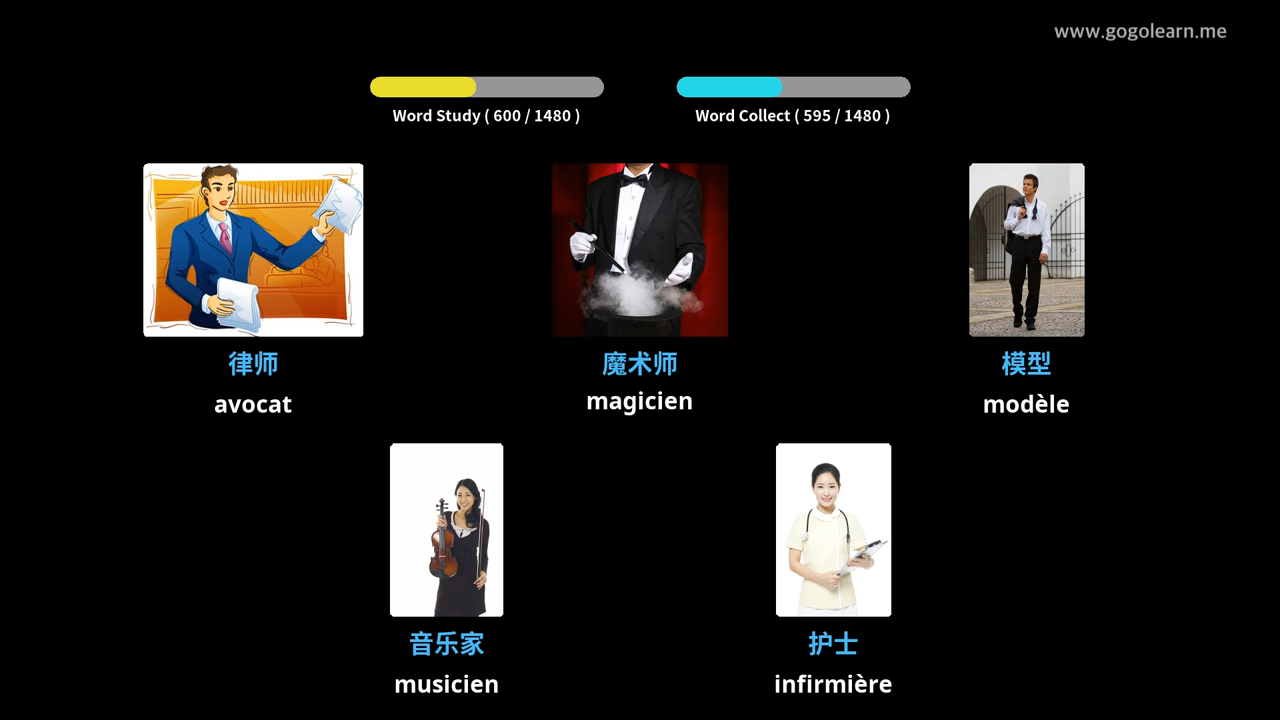 www.gogolearn.me
Word Study ( 600 / 1480 )
Word Collect ( 595 / 1480 )
律师
魔术师
模型
avocat
magicien
modèle
音乐家
护士
musicien
infirmière